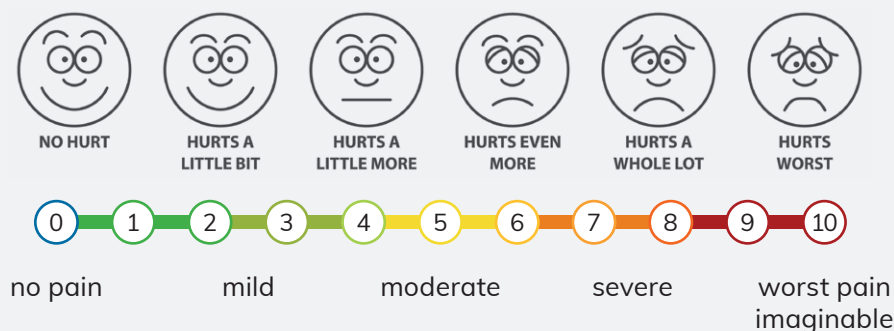 NO HURT
HURTS A
LITTLE BIT
HURTS A
LITTLE MORE
HURTS EVEN
MORE
HURTS A
WHOLE LOT
HURTS
WORST
0 1 2 3 4 5 6 7 8 9 10
no pain
mild
moderate
severe
worst pain
imaginable